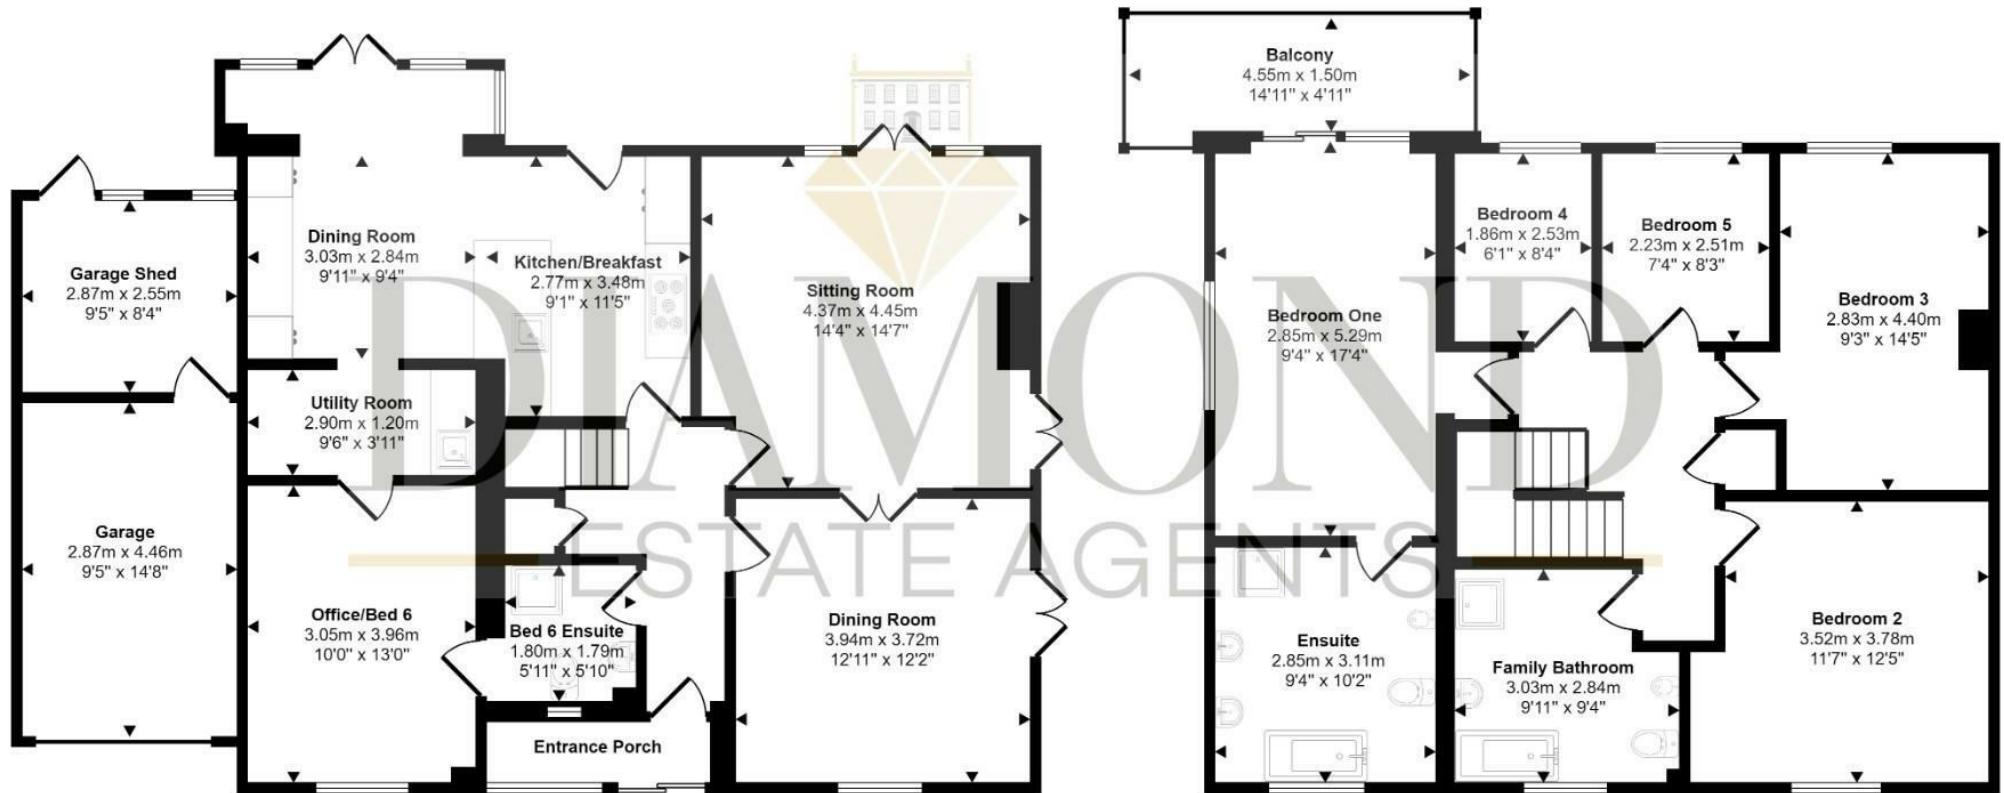 Dining Room
3.03m x 2.84m
9'11" x 9'4"
Kitchen/Breakfast
2.77m x 3.48m
9'1" x 11'5"
Garage Shed
2.87m x 2.55m
9'5" x 8'4"
Sitting Room
4.37m x 4.45m
14'4" x 14'7"
Utility Room
2.90m x 1.20m
9'6" x 3'11"
Garage
2.87m x 4.46m
9'5" x 14'8"
Office/Bed 6
3.05m x 3.96m
10'0" x 13'0"
Bed 6 Ensuite
1.80m x 1.79m
5'11" x 5'10"
Dining Room
3.94m x 3.72m
12'11" x 12'2"
Entrance Porch
Balcony
4.55m x 1.50m
14'11" x 4'11"
Bedroom 4
1.86m x 2.53m
6'1" x 8'4"
Bedroom 5
2.23m x 2.51m
7'4" x 8'3"
Bedroom One
2.85m x 5.29m
9'4" x 17'4"
Bedroom 3
2.83m x 4.40m
9'3" x 14'5"
Ensuite
2.85m x 3.11m
9'4" x 10'2"
Family Bathroom
3.03m x 2.84m
9'11" x 9'4"
Bedroom 2
3.52m x 3.78m
11'7" x 12'5"
DIAMOND
ESTATE AGENTS